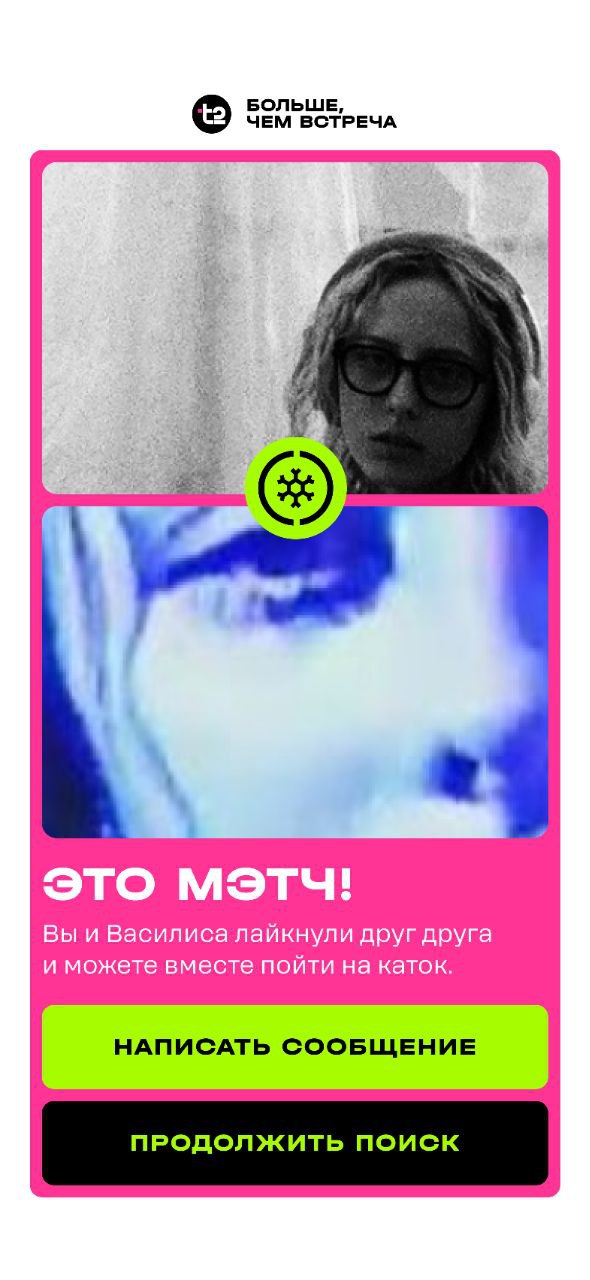 t2
БОЛЬШЕ,
ЧЕМ ВСТРЕЧА
ЭТО МЭТЧ!
Вы и Василиса лайкнули друг друга
и можете вместе пойти на каток.
НАПИСАТЬ СООБЩЕНИЕ
ПРОДОЛЖИТЬ ПОИСК